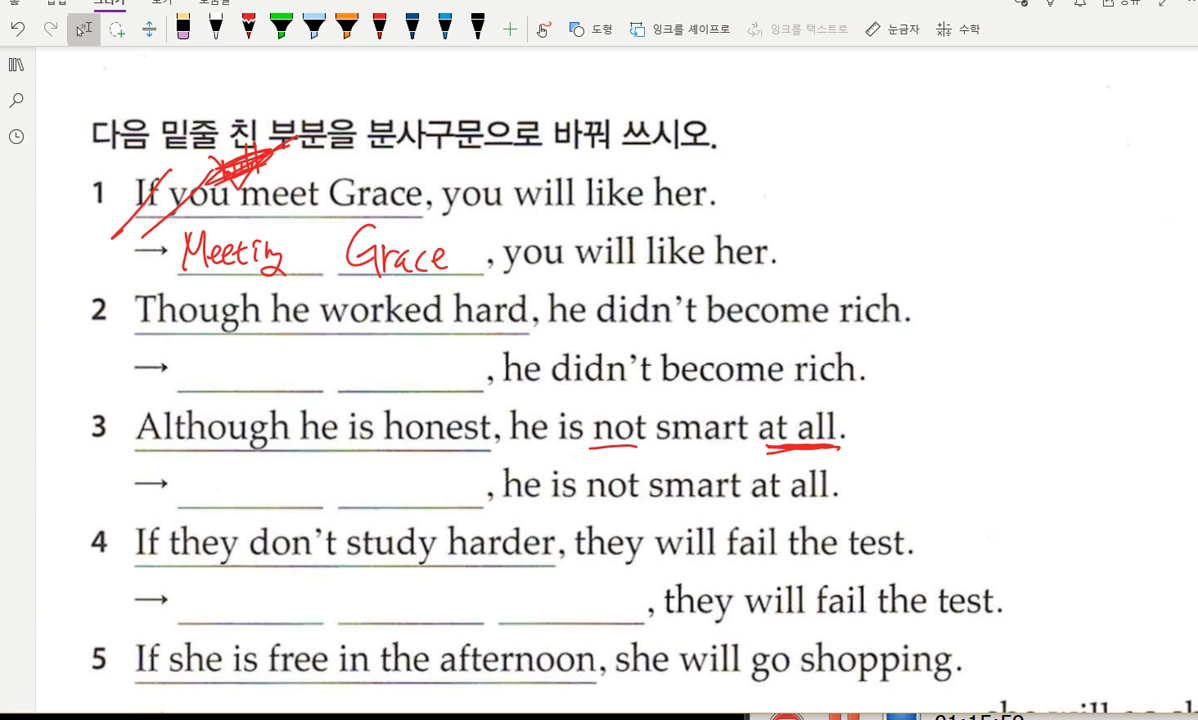 도형 잉크를 셰이프로 잉크를 텍스트로 눈금자 수학
다음 밑줄 친 부분을 분사구문으로 바꿔 쓰시오.
1 If you meet Grace, you will like her.
→ Meeting Grace, you will like her.
2 Though he worked hard, he didn't become rich.
→ , he didn't become rich.
3 Although he is honest, he is not smart at all.
→ , he is not smart at all.
4 If they don't study harder, they will fail the test.
→ , they will fail the test.
5 If she is free in the afternoon, she will go shopping.